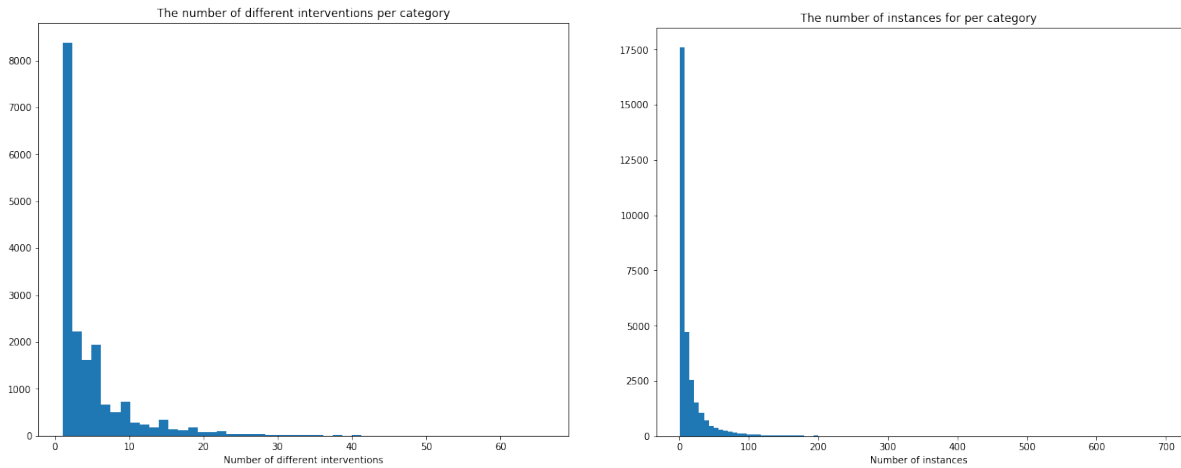 The number of different interventions per category
8000
7000
6000
5000
4000
3000
2000
1000
0
0 10 20 30 40 50 60
Number of different interventions
The number of instances for per category
17500
15000
12500
10000
7500
5000
2500
0
0 100 200 300 400 500 600 700
Number of instances